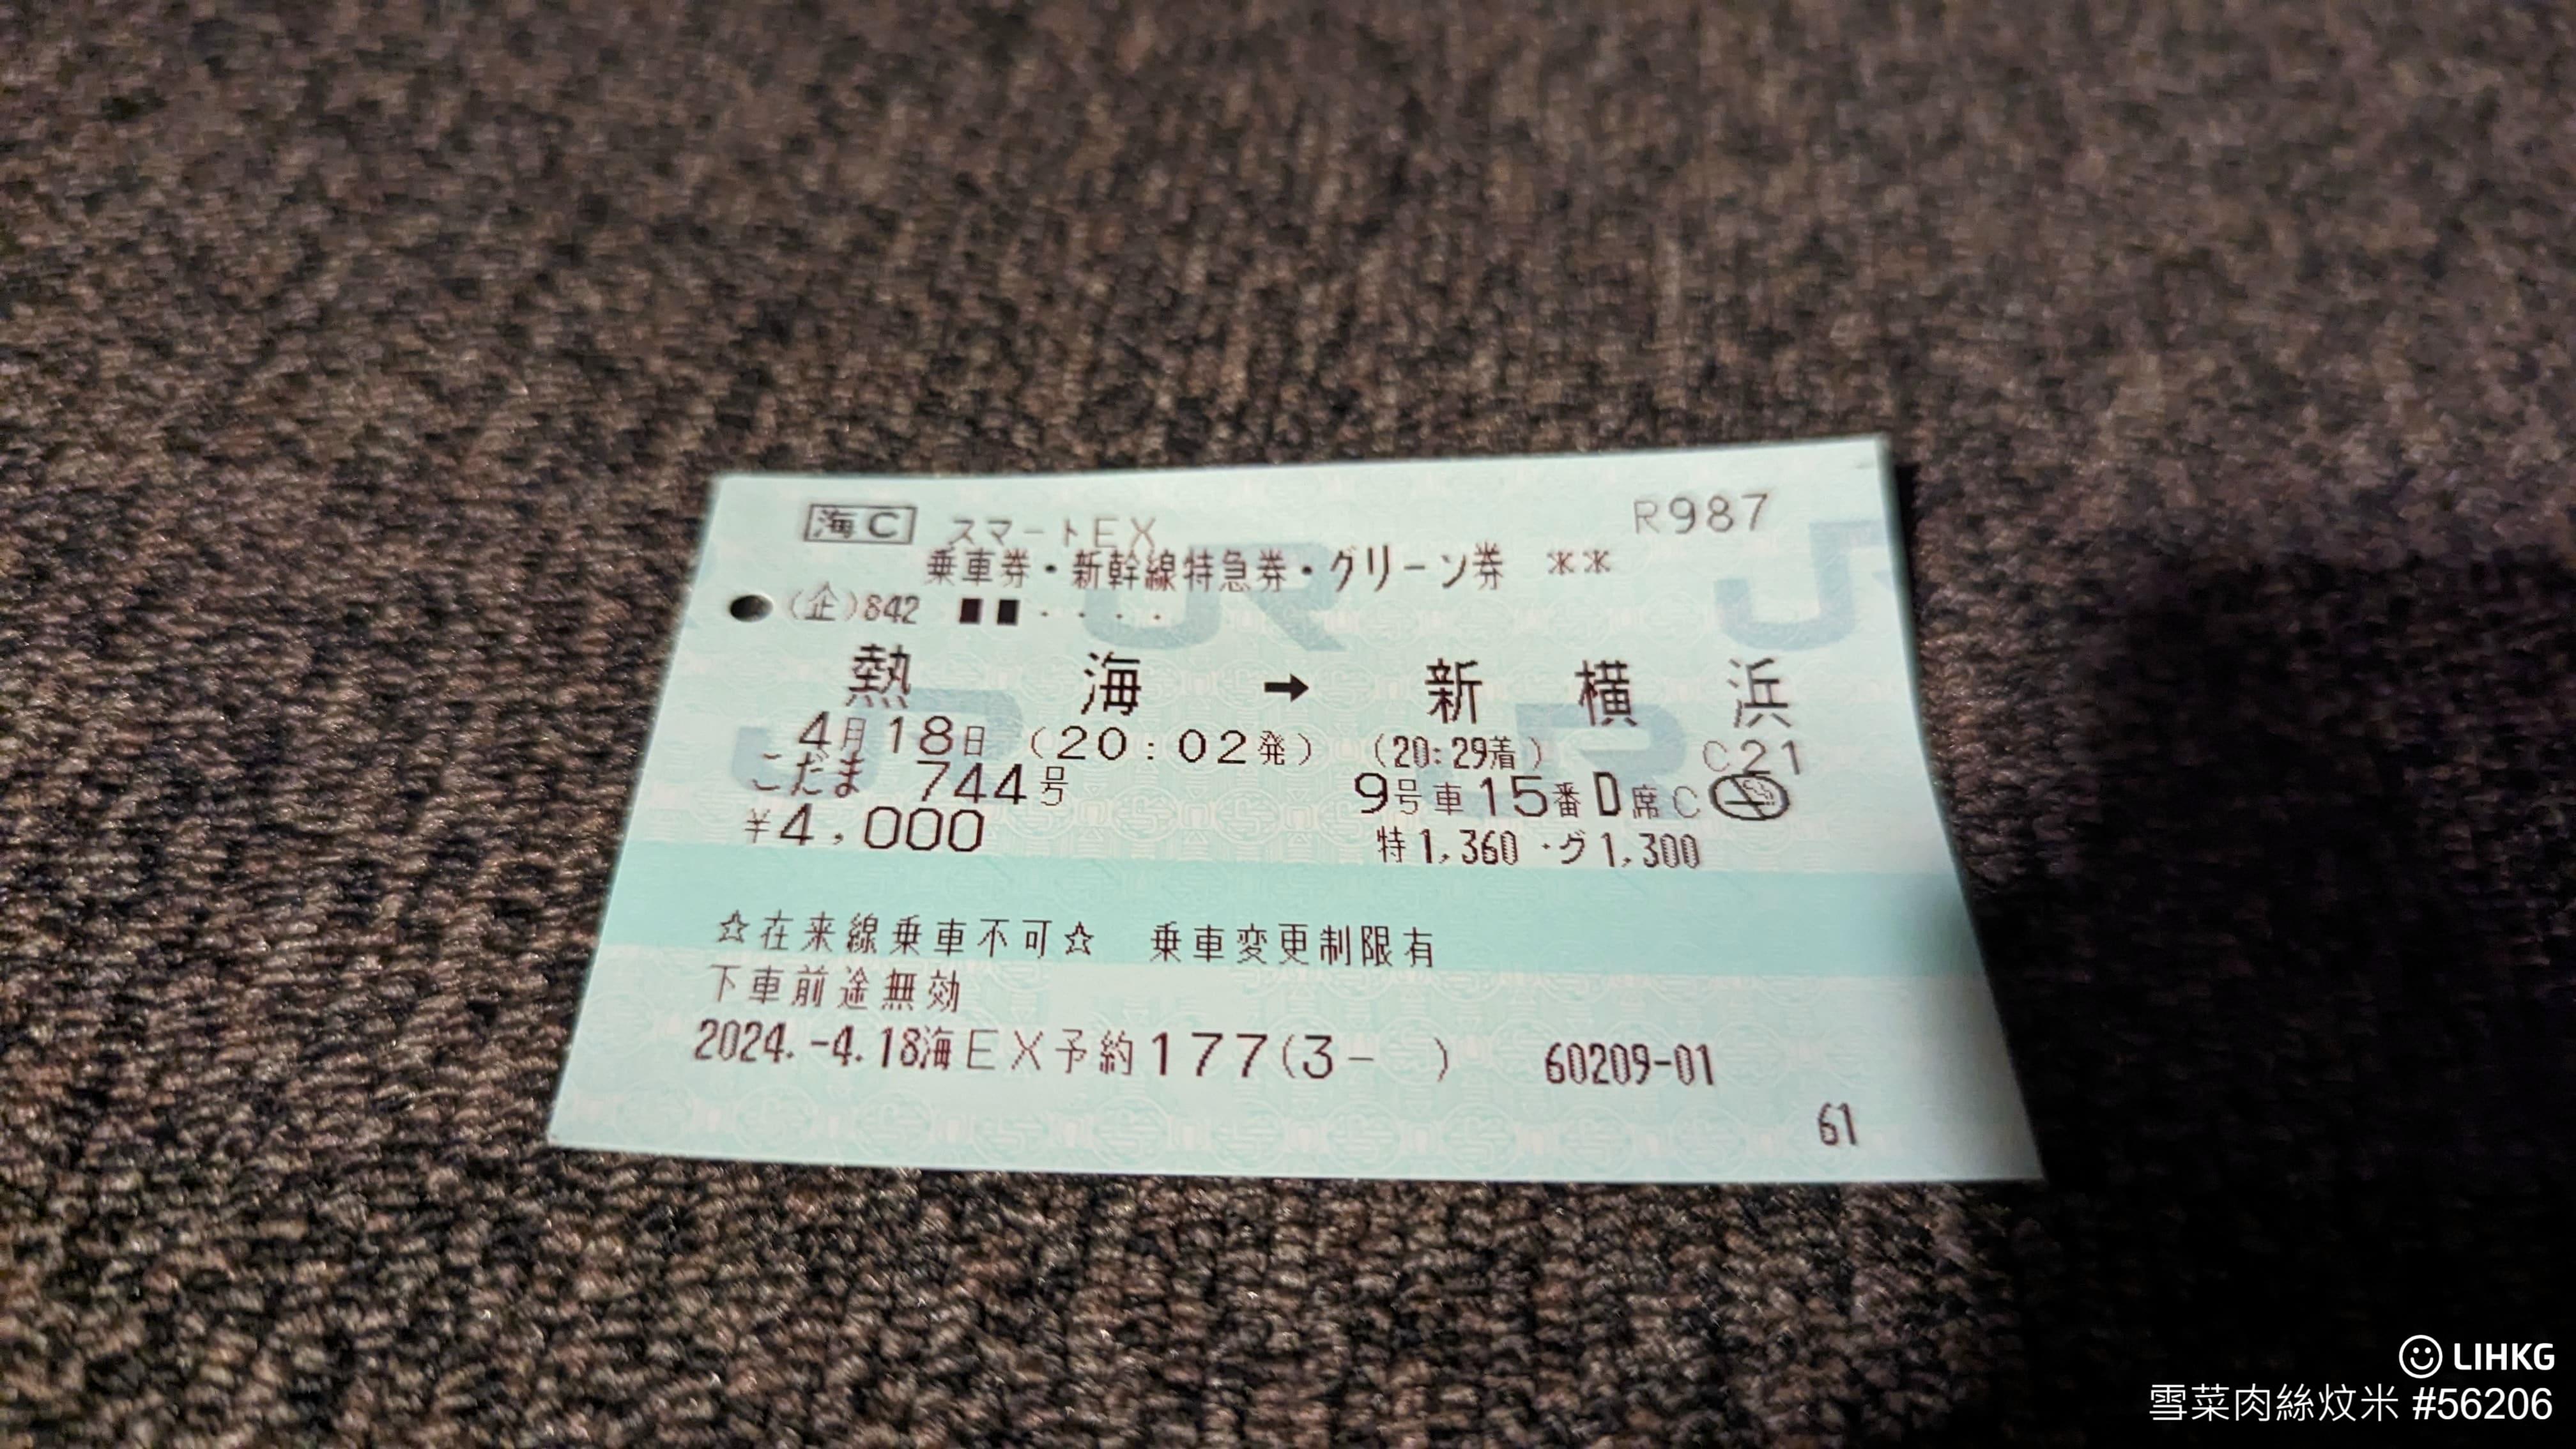 海C スマートEX R987
乗車券・新幹線特急券・グリーン券 **
(企)842 ■■・・・・
熱海 → 新横浜
4月18日 (20:02発) (20:29着) C21
こだま 744号 9号車15番D席 C
¥4,000 特1,360・グ1,300
☆在来線乗車不可☆ 乗車変更制限有
下車前途無効
2024.-4.18海EX予約177(3- ) 60209-01
61
LIHKG
雪菜肉絲炆米 #56206